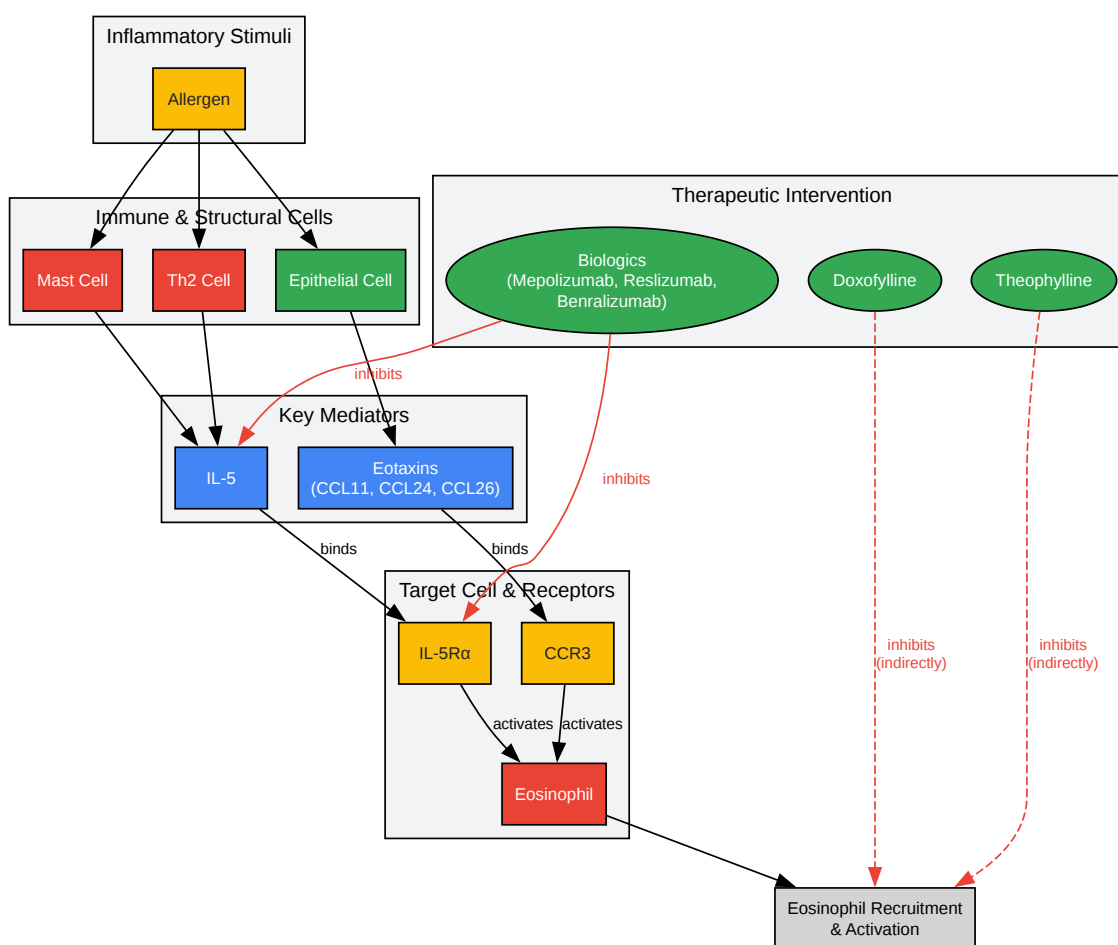 Inflammatory Stimuli
Allergen
Therapeutic Intervention
Immune & Structural Cells
Mast Cell
Th2 Cell
Epithelial Cell
Biologics
(Mepolizumab, Reslizumab,
Benralizumab)
Doxofylline
Theophylline
inhibits
Key Mediators
IL-5
Eotaxins
(CCL11, CCL24, CCL26)
inhibits
binds
binds
Target Cell & Receptors
IL-5Rα
CCR3
inhibits
(indirectly)
inhibits
(indirectly)
activates
activates
Eosinophil
Eosinophil Recruitment
& Activation